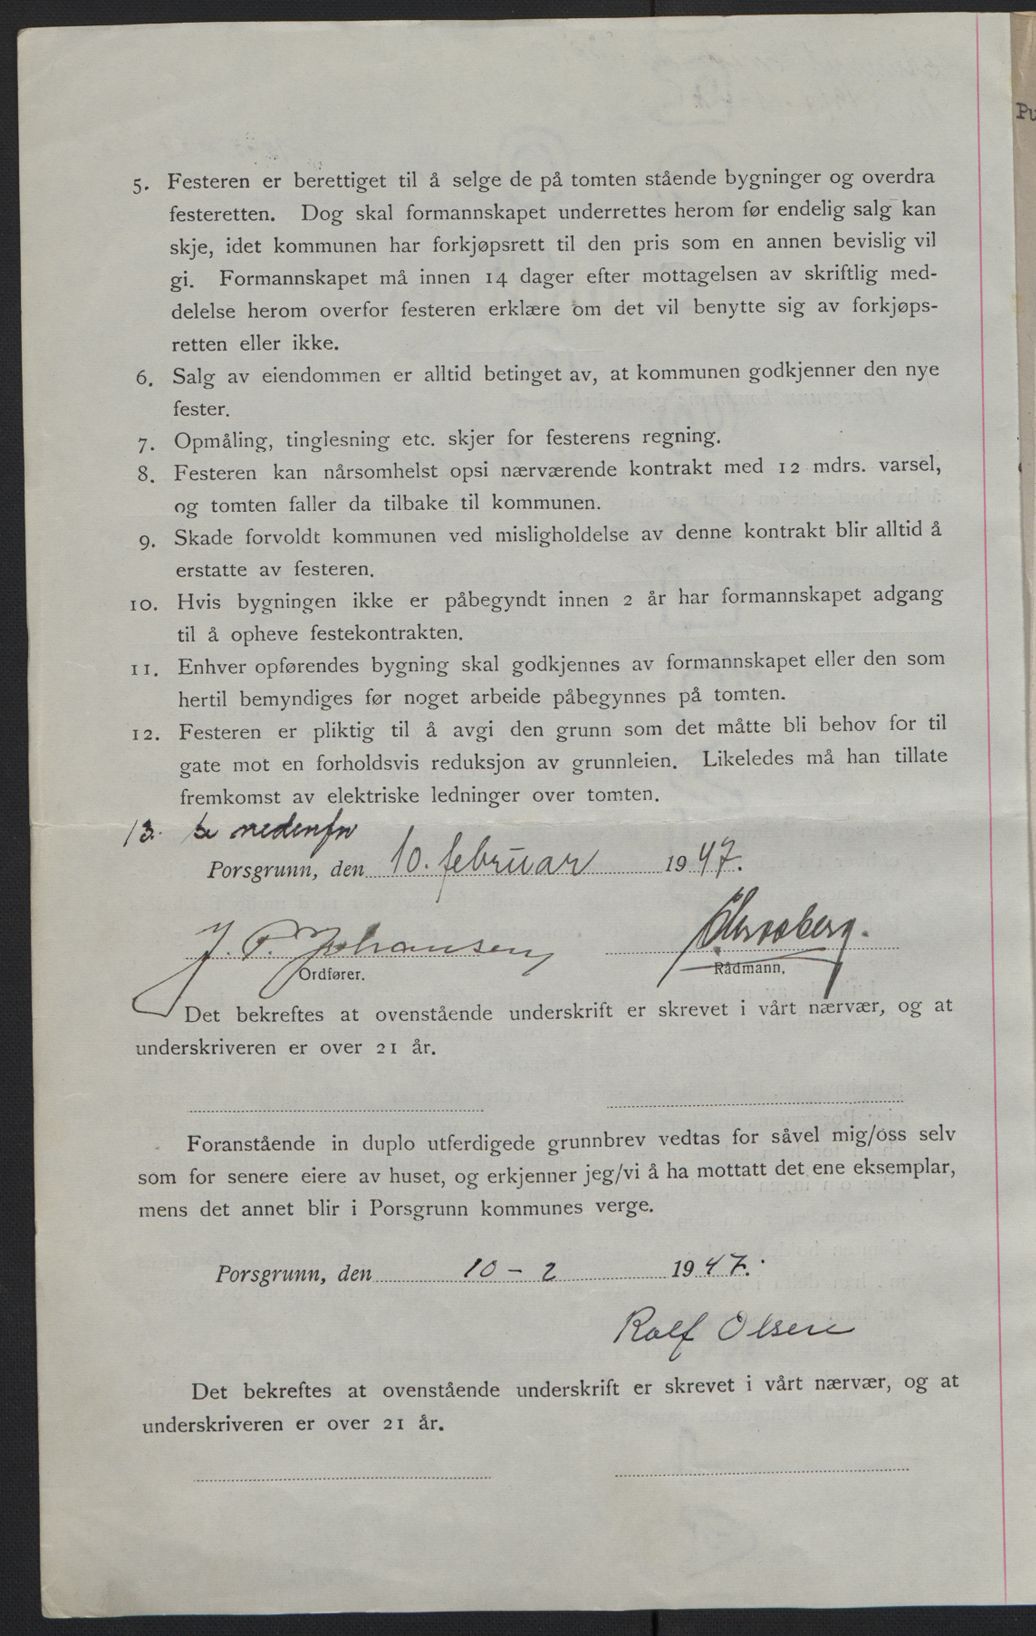 Pu
5. Festeren er berettiget til å selge de på tomten stående bygninger og overdra
festeretten. Dog skal formannskapet underrettes herom før endelig salg kan
skje, idet kommunen har forkjøpsrett til den pris som en annen bevislig vil
gi. Formannskapet må innen 14 dager efter mottagelsen av skriftlig med-
delelse herom overfor festeren erklære om det vil benytte sig av forkjøps-
retten eller ikke.
6. Salg av eiendommen er alltid betinget av, at kommunen godkjenner den nye
fester.
7. Opmåling, tinglesning etc. skjer for festerens regning.
8. Festeren kan nårsomhelst opsi nærværende kontrakt med 12 mdrs. varsel,
og tomten faller da tilbake til kommunen.
9. Skade forvoldt kommunen ved misligholdelse av denne kontrakt blir alltid å
erstatte av festeren.
10. Hvis bygningen ikke er påbegyndt innen 2 år har formannskapet adgang
til å opheve festekontrakten.
11. Enhver opførendes bygning skal godkjennes av formannskapet eller den som
hertil bemyndiges før noget arbeide påbegynnes på tomten.
12. Festeren er pliktig til å avgi den grunn som det måtte bli behov for til
gate mot en forholdsvis reduksjon av grunnleien. Likeledes må han tillate
fremkomst av elektriske ledninger over tomten.
13. se nedenfor
Porsgrunn, den 10. februar 1947.
J. P. Johansen
Ordfører. Rådmann.
Det bekreftes at ovenstående underskrift er skrevet i vårt nærvær, og at
underskriveren er over 21 år.
Foranstående in duplo utferdigede grunnbrev vedtas for såvel mig/oss selv
som for senere eiere av huset, og erkjenner jeg/vi å ha mottatt det ene eksemplar,
mens det annet blir i Porsgrunn kommunes verge.
Porsgrunn, den 10 - 2 1947.
Rolf Olsen
Det bekreftes at ovenstående underskrift er skrevet i vårt nærvær, og at
underskriveren er over 21 år.